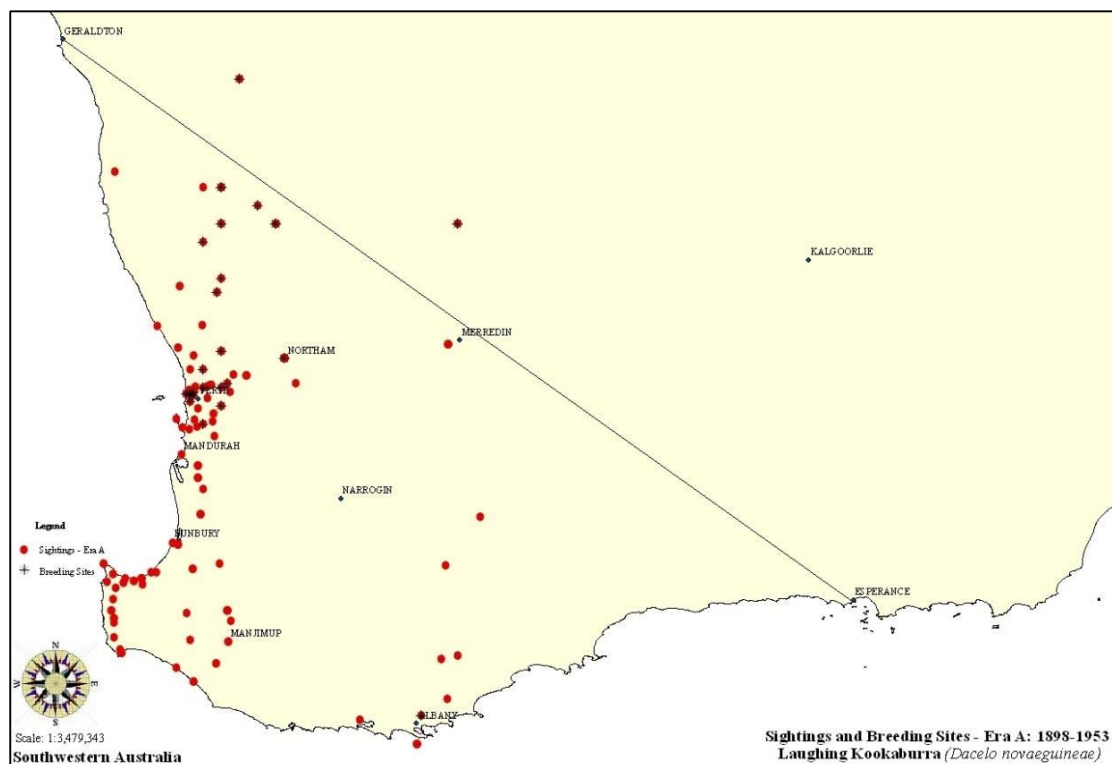 GERALDTON
KALGOORLIE
MERREDIN
NORTHAM
PERTH
MANDURAH
NARROGIN
BUNBURY
Legend
Sightings - Era A
Breeding Sites
ESPERANCE
MANJIMUP
N
W
E
S
ALBANY
Scale: 1:3,479,343
Southwestern Australia
Sightings and Breeding Sites - Era A: 1898-1953
Laughing Kookaburra (Dacelo novaeguineae)